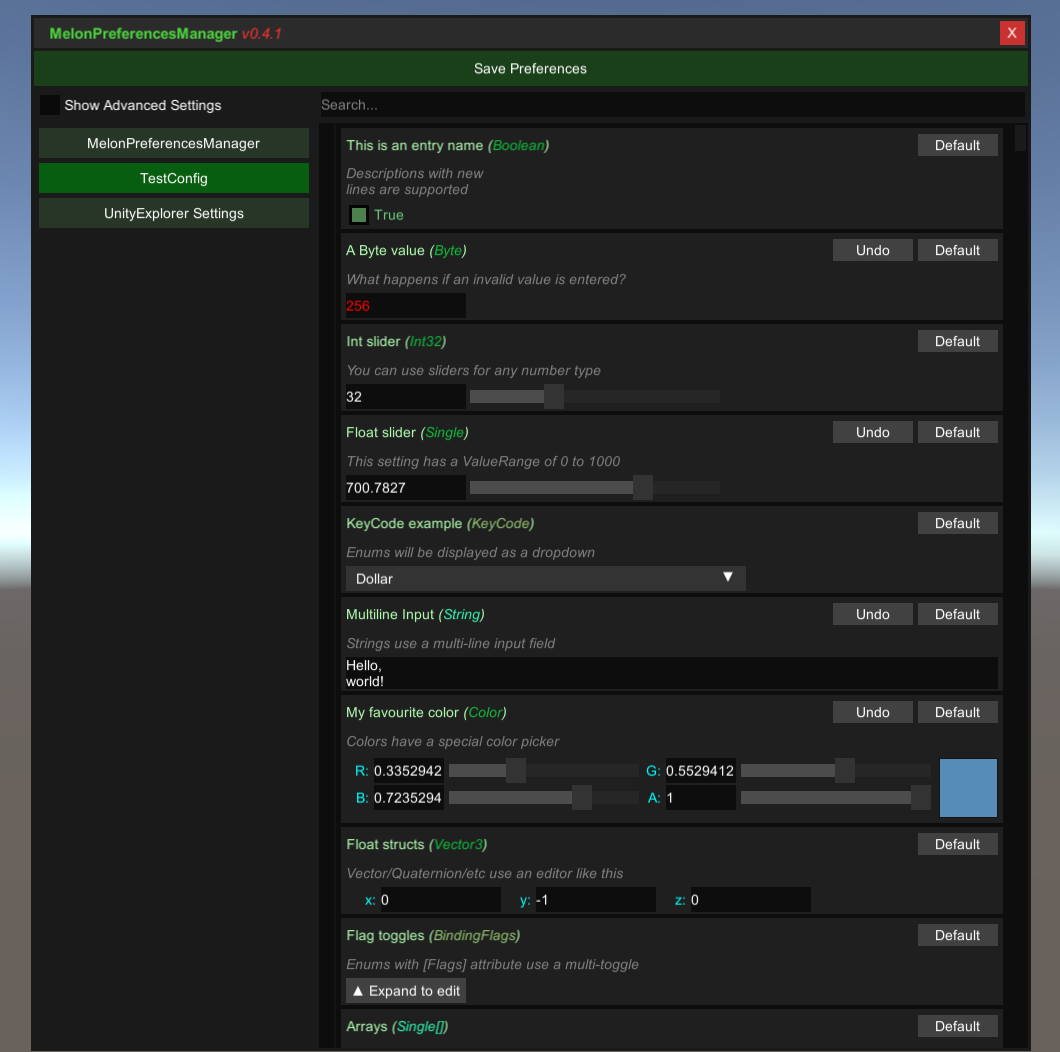 MelonPreferencesManager v0.4.1 X
Save Preferences
Show Advanced Settings
Search...
MelonPreferencesManager
TestConfig
UnityExplorer Settings
This is an entry name (Boolean) Default
Descriptions with new
lines are supported
True
A Byte value (Byte) Undo Default
What happens if an invalid value is entered?
256
Int slider (Int32) Default
You can use sliders for any number type
32
Float slider (Single) Undo Default
This setting has a ValueRange of 0 to 1000
700.7827
KeyCode example (KeyCode) Default
Enums will be displayed as a dropdown
Dollar ▼
Multiline Input (String) Undo Default
Strings use a multi-line input field
Hello,
world!
My favourite color (Color) Undo Default
Colors have a special color picker
R: 0.3352942 G: 0.5529412
B: 0.7235294 A: 1
Float structs (Vector3) Default
Vector/Quaternion/etc use an editor like this
x: 0 y: -1 z: 0
Flag toggles (BindingFlags) Default
Enums with [Flags] attribute use a multi-toggle
▲ Expand to edit
Arrays (Single[]) Default